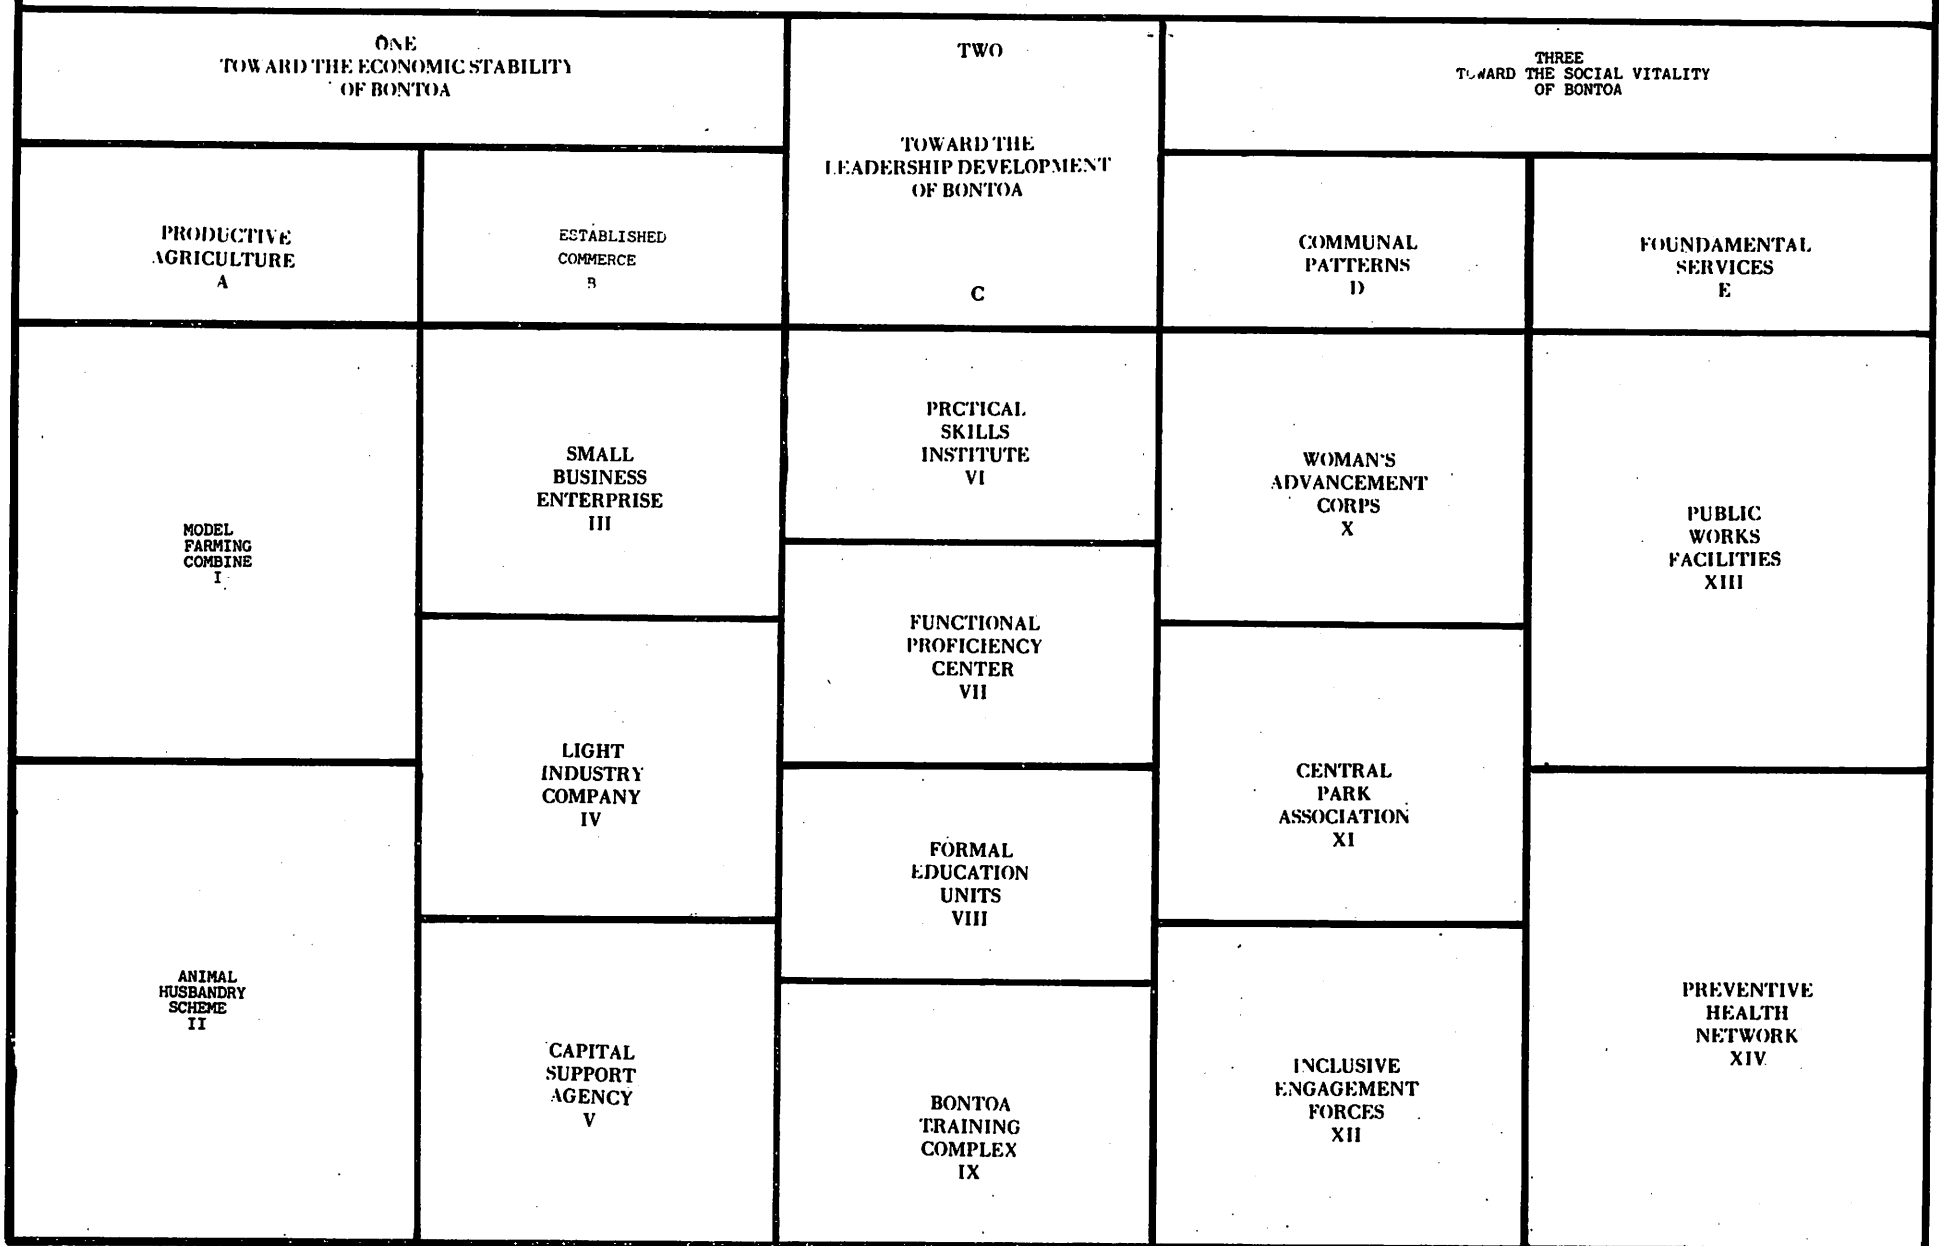 ONE
TOWARD THE ECONOMIC STABILITY
OF BONTOA
TWO
TOWARD THE
LEADERSHIP DEVELOPMENT
OF BONTOA
C
THREE
TOWARD THE SOCIAL VITALITY
OF BONTOA
PRODUCTIVE
AGRICULTURE
A
ESTABLISHED
COMMERCE
B
COMMUNAL
PATTERNS
D
FOUNDAMENTAL
SERVICES
E
MODEL
FARMING
COMBINE
I
ANIMAL
HUSBANDRY
SCHEME
II
SMALL
BUSINESS
ENTERPRISE
III
LIGHT
INDUSTRY
COMPANY
IV
CAPITAL
SUPPORT
AGENCY
V
PRCTICAL
SKILLS
INSTITUTE
VI
FUNCTIONAL
PROFICIENCY
CENTER
VII
FORMAL
EDUCATION
UNITS
VIII
BONTOA
TRAINING
COMPLEX
IX
WOMAN'S
ADVANCEMENT
CORPS
X
CENTRAL
PARK
ASSOCIATION
XI
INCLUSIVE
ENGAGEMENT
FORCES
XII
PUBLIC
WORKS
FACILITIES
XIII
PREVENTIVE
HEALTH
NETWORK
XIV